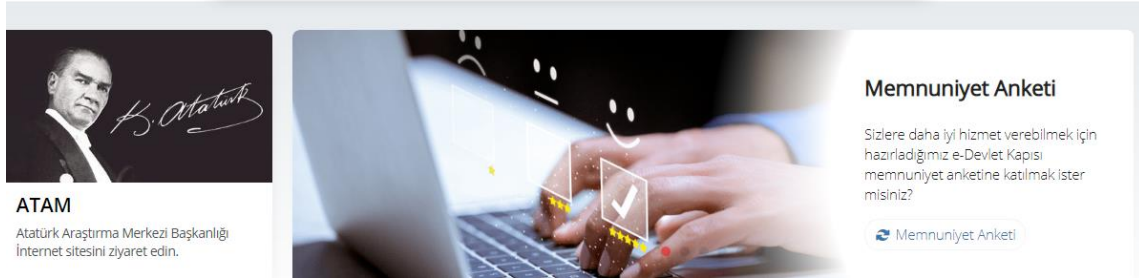 K. Atatürk
ATAM
Atatürk Araştırma Merkezi Başkanlığı
İnternet sitesini ziyaret edin.
Memnuniyet Anketi
Sizlere daha iyi hizmet verebilmek için
hazırladığımız e-Devlet Kapısı
memnuniyet anketine katılmak ister
misiniz?
Memnuniyet Anketi